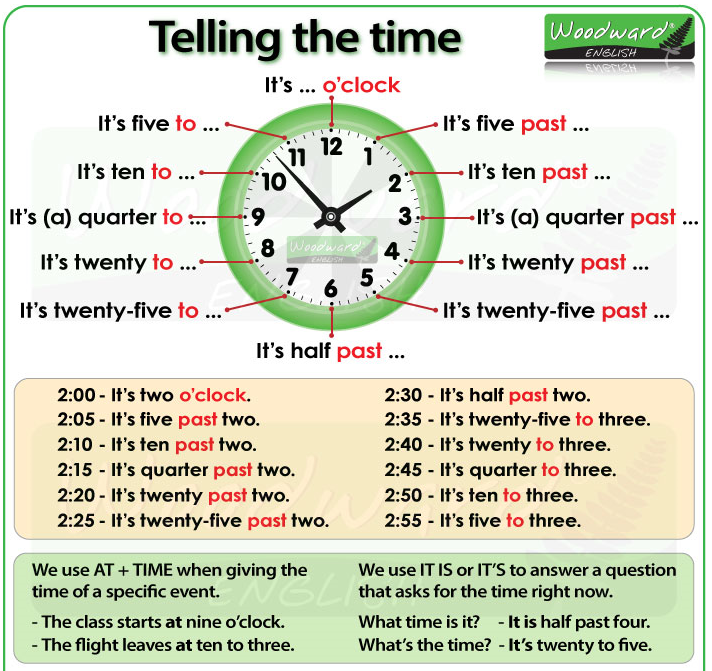 Telling the time
Woodward®
ENGLISH
It's ... o'clock
It's five to ...
It's five past ...
It's ten to ...
It's ten past ...
It's (a) quarter to ...
It's (a) quarter past ...
It's twenty to ...
It's twenty past ...
It's twenty-five to ...
It's twenty-five past ...
It's half past ...
12
1
2
3
4
5
6
7
8
9
10
11
Woodward
ENGLISH
2:00 - It's two o'clock.
2:05 - It's five past two.
2:10 - It's ten past two.
2:15 - It's quarter past two.
2:20 - It's twenty past two.
2:25 - It's twenty-five past two.
2:30 - It's half past two.
2:35 - It's twenty-five to three.
2:40 - It's twenty to three.
2:45 - It's quarter to three.
2:50 - It's ten to three.
2:55 - It's five to three.
We use AT + TIME when giving the
time of a specific event.
- The class starts at nine o'clock.
- The flight leaves at ten to three.
We use IT IS or IT'S to answer a question
that asks for the time right now.
What time is it? - It is half past four.
What's the time? - It's twenty to five.
Woodward
ENGLISH
Woodward
ENGLISH